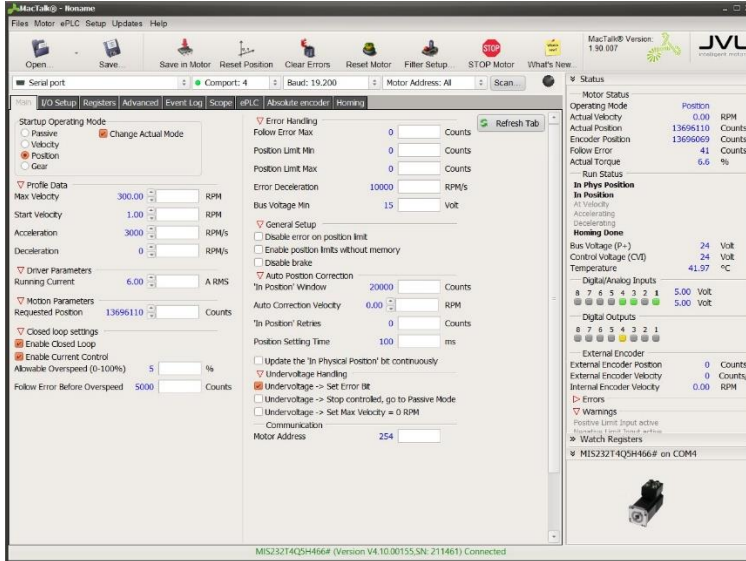 MacTalk® - Noname
Files Motor ePLC Setup Updates Help
Open... Save... Save in Motor Reset Position Clear Errors Reset Motor Filter Setup... STOP Motor What's New...
STOP
MacTalk® Version:
1.90.007
JVL
Serial port Comport: 4 Baud: 19.200 Motor Address: All Scan...
Main I/O Setup Registers Advanced Event Log Scope ePLC Absolute encoder Homing
Startup Operating Mode
Passive
Change Actual Mode
Velocity
Position
Gear
Profile Data
Max Velocity 300.00 RPM
Start Velocity 1.00 RPM
Acceleration 3000 RPM/s
Deceleration 0 RPM/s
Driver Parameters
Running Current 6.00 A RMS
Motion Parameters
Requested Position 13696110 Counts
Closed loop settings
Enable Closed Loop
Enable Current Control
Allowable Overspeed (0-100%) 5 %
Follow Error Before Overspeed 5000 Counts
Error Handling
Follow Error Max 0 Counts
Position Limit Min 0 Counts
Position Limit Max 0 Counts
Error Deceleration 10000 RPM/s
Bus Voltage Min 15 Volt
General Setup
Disable error on position limit
Enable position limits without memory
Disable brake
Auto Position Correction
'In Position' Window 20000 Counts
Auto Correction Velocity 0.00 RPM
'In Position' Retries 0 Counts
Position Settling Time 100 ms
Update the 'In Physical Position' bit continuously
Undervoltage Handling
Undervoltage -> Set Error Bit
Undervoltage -> Stop controlled, go to Passive Mode
Undervoltage -> Set Max Velocity = 0 RPM
Communication
Motor Address 254
Refresh Tab
Status
Motor Status
Operating Mode Position
Actual Velocity 0.00 RPM
Actual Position 13696110 Counts
Encoder Position 13696069 Counts
Follow Error 41 Counts
Actual Torque 6.6 %
Run Status
In Phys Position
In Position
At Velocity
Accelerating
Decelerating
Homing Done
Bus Voltage (P+) 24 Volt
Control Voltage (CVI) 24 Volt
Temperature 41.97 °C
Digital/Analog Inputs
8 7 6 5 4 3 2 1 5.00 Volt
5.00 Volt
Digital Outputs
8 7 6 5 4 3 2 1
External Encoder
External Encoder Position 0 Counts
External Encoder Velocity 0 Counts/
Internal Encoder Velocity 0.00 RPM
Errors
Warnings
Positive Limit Input active
Negative Limit Input active
Watch Registers
MIS232T4Q5H466# on COM4
MIS232T4Q5H466# (Version V4.10.00155,SN: 211461) Connected